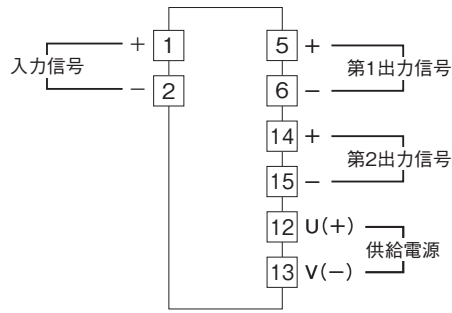 入力信号
+ 1
− 2
5 +
6 −
第1出力信号
14 +
15 −
第2出力信号
12 U(+)
13 V(−)
供給電源